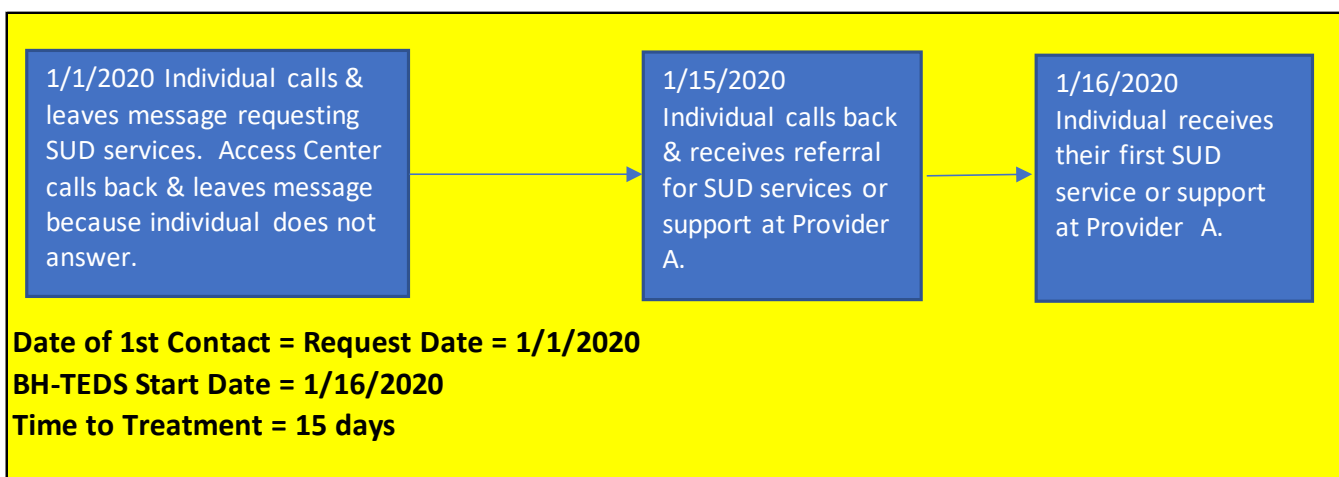 1/1/2020 Individual calls &
leaves message requesting
SUD services. Access Center
calls back & leaves message
because individual does not
answer.
1/15/2020
Individual calls back
& receives referral
for SUD services or
support at Provider
A.
1/16/2020
Individual receives
their first SUD
service or support
at Provider A.
Date of 1st Contact = Request Date = 1/1/2020
BH-TEDS Start Date = 1/16/2020
Time to Treatment = 15 days